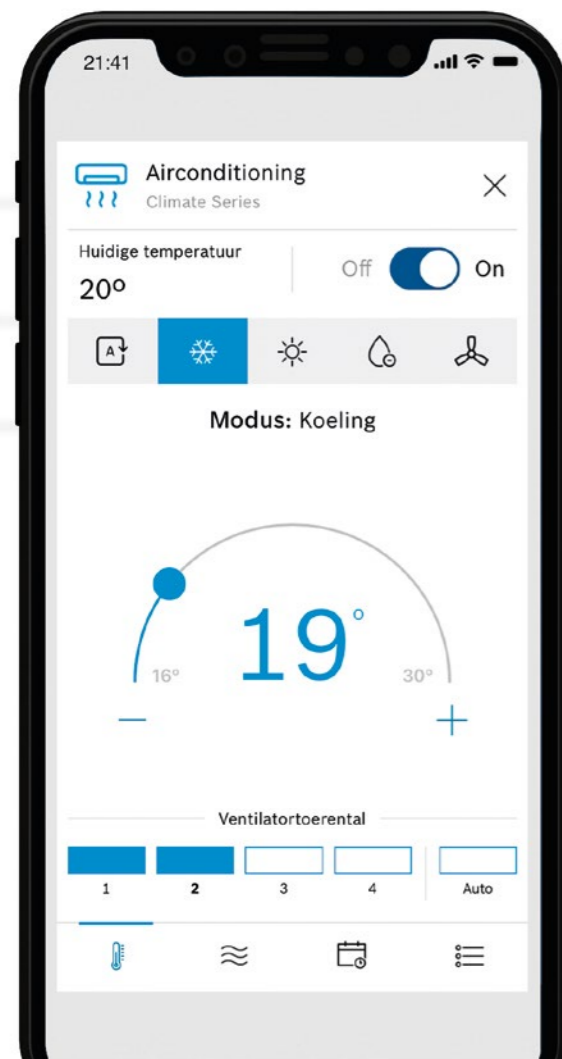 21:41
Airconditioning
Climate Series
Huidige temperatuur
20°
Off On
A
Modus: Koeling
19°
16° 30°
Ventilatortoerental
1 2 3 4 Auto